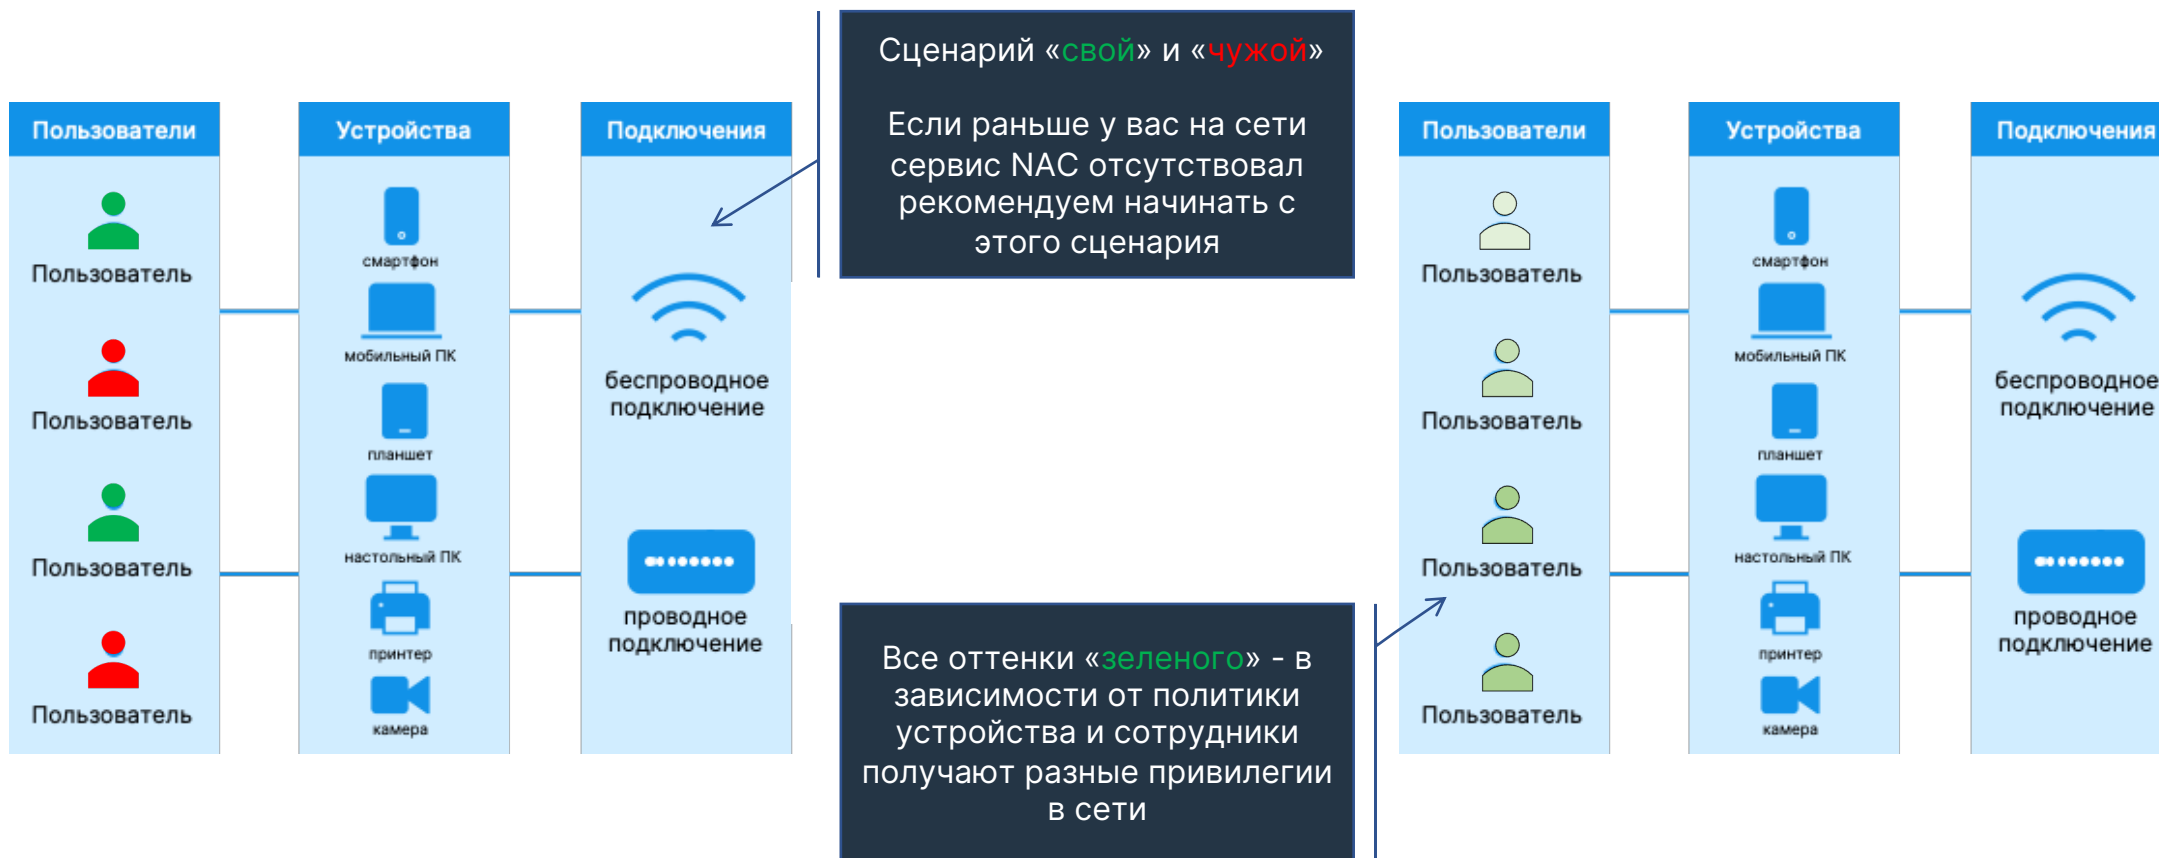 Пользователи
Пользователь
Пользователь
Пользователь
Пользователь
Устройства
смартфон
мобильный ПК
планшет
настольный ПК
принтер
камера
Подключения
беспроводное
подключение
проводное
подключение
Сценарий «свой» и «чужой»
Если раньше у вас на сети
сервис NAC отсутствовал
рекомендуем начинать с
этого сценария
Все оттенки «зеленого» - в
зависимости от политики
устройства и сотрудники
получают разные привилегии
в сети
Пользователи
Пользователь
Пользователь
Пользователь
Пользователь
Устройства
смартфон
мобильный ПК
планшет
настольный ПК
принтер
камера
Подключения
беспроводное
подключение
проводное
подключение